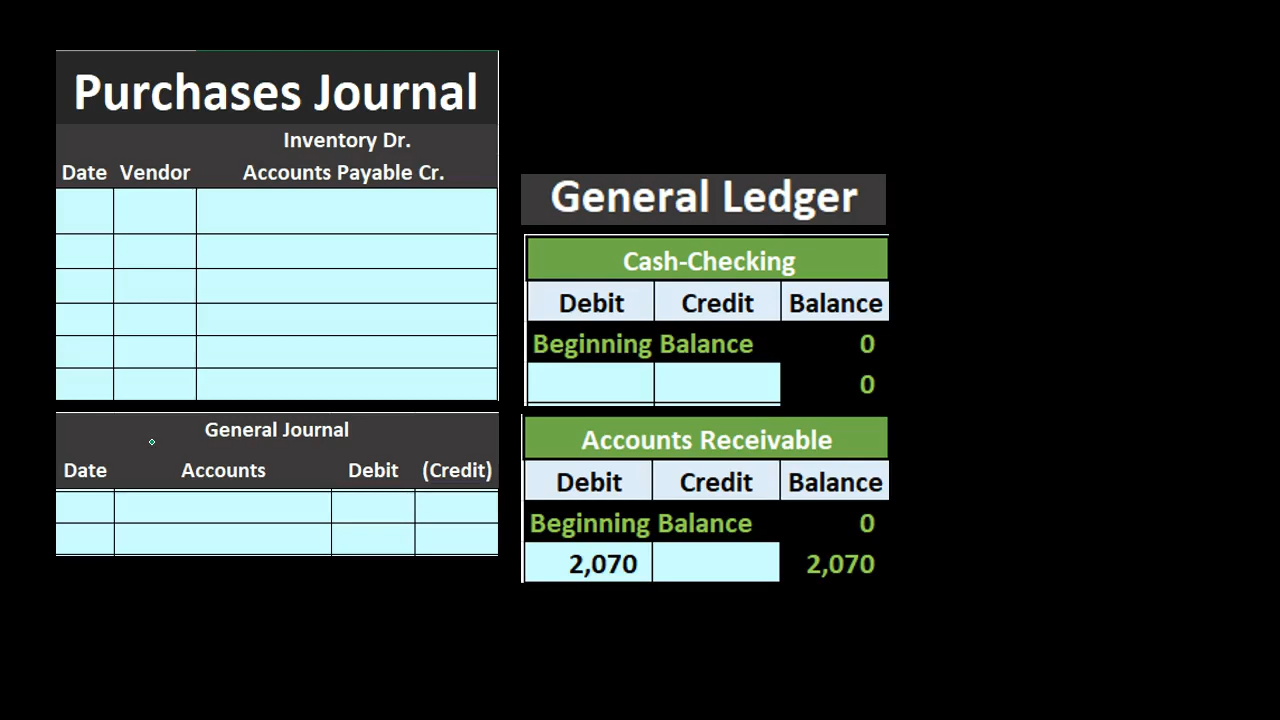 Purchases Journal
Inventory Dr.
Date Vendor Accounts Payable Cr.
General Journal
Date Accounts Debit (Credit)
General Ledger
Cash-Checking
Debit Credit Balance
Beginning Balance 0
0
Accounts Receivable
Debit Credit Balance
Beginning Balance 0
2,070 2,070